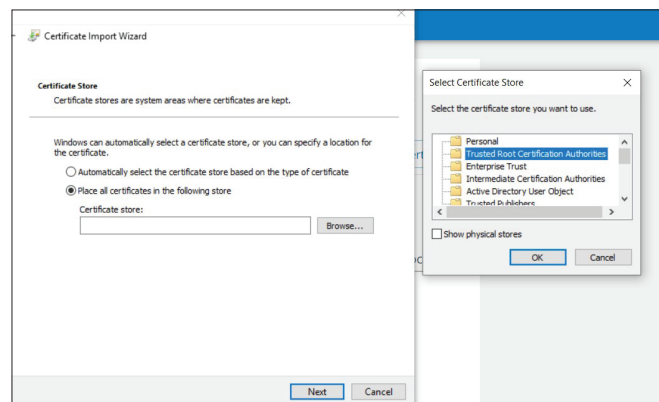 Certificate Import Wizard
Certificate Store
Certificate stores are system areas where certificates are kept.
Windows can automatically select a certificate store, or you can specify a location for
the certificate.
Automatically select the certificate store based on the type of certificate
Place all certificates in the following store
Certificate store:
Browse...
Next
Cancel
Select Certificate Store
Select the certificate store you want to use.
Personal
Trusted Root Certification Authorities
Enterprise Trust
Intermediate Certification Authorities
Active Directory User Object
Trusted Publishers
Show physical stores
OK
Cancel